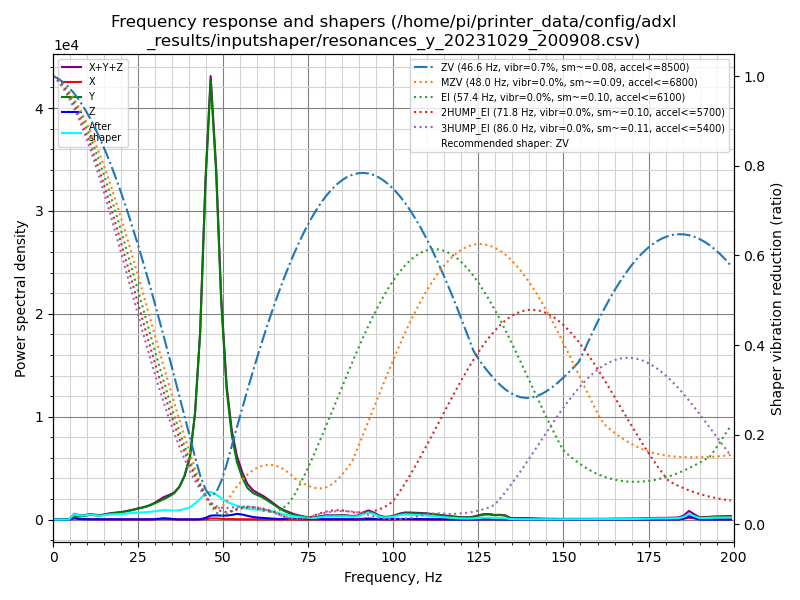 Frequency response and shapers (/home/pi/printer_data/config/adxl
_results/inputshaper/resonances_y_20231029_200908.csv)
1e4
X+Y+Z
X
Y
Z
After
shaper
ZV (46.6 Hz, vibr=0.7%, sm~=0.08, accel<=8500)
MZV (48.0 Hz, vibr=0.0%, sm~=0.09, accel<=6800)
EI (57.4 Hz, vibr=0.0%, sm~=0.10, accel<=6100)
2HUMP_EI (71.8 Hz, vibr=0.0%, sm~=0.10, accel<=5700)
3HUMP_EI (86.0 Hz, vibr=0.0%, sm~=0.11, accel<=5400)
Recommended shaper: ZV
Power spectral density
4
3
2
1
0
1.0
0.8
0.6
0.4
0.2
0.0
Shaper vibration reduction (ratio)
0 25 50 75 100 125 150 175 200
Frequency, Hz